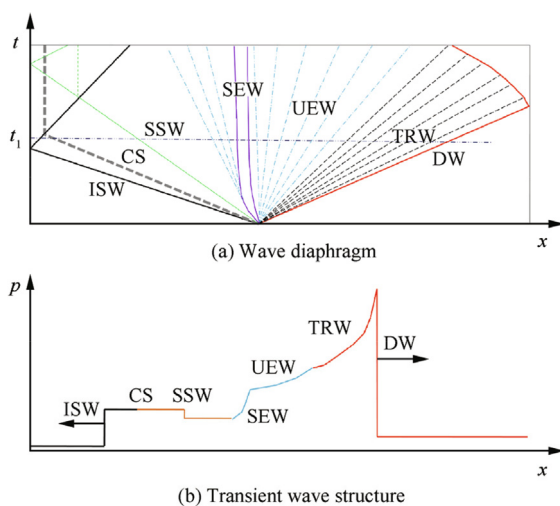 t
SEW
UEW
SSW
t1
TRW
CS
DW
ISW
x
(a) Wave diaphragm
p
TRW
DW
UEW
CS
SSW
ISW
SEW
x
(b) Transient wave structure